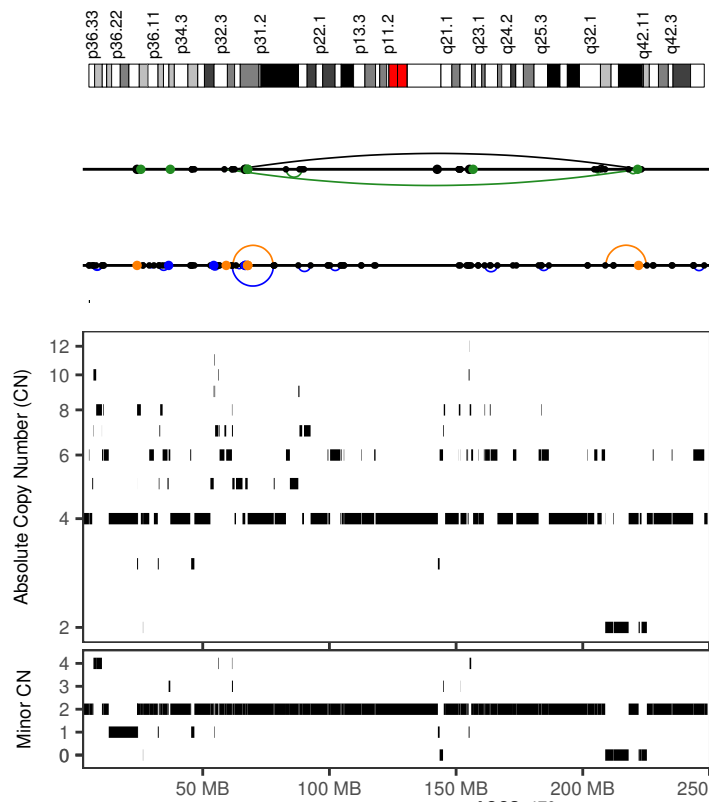 p36.33 p36.22 p36.11 p34.3 p32.3 p31.2 p22.1 p13.3 p11.2 q21.1 q23.1 q24.2 q25.3 q32.1 q42.11 q42.3
Absolute Copy Number (CN)
12
10
8
6
4
2
Minor CN
4
3
2
1
0
50 MB 100 MB 150 MB 200 MB 250